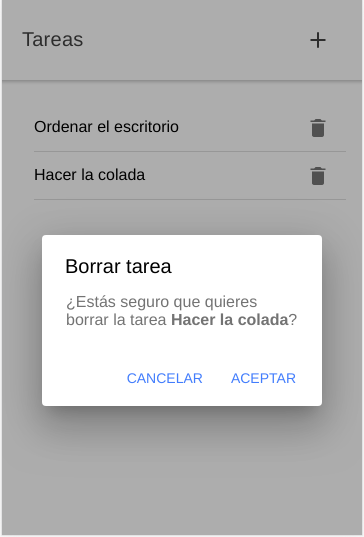 Tareas
Ordenar el escritorio
Hacer la colada
Borrar tarea
¿Estás seguro que quieres
borrar la tarea Hacer la colada?
CANCELAR ACEPTAR